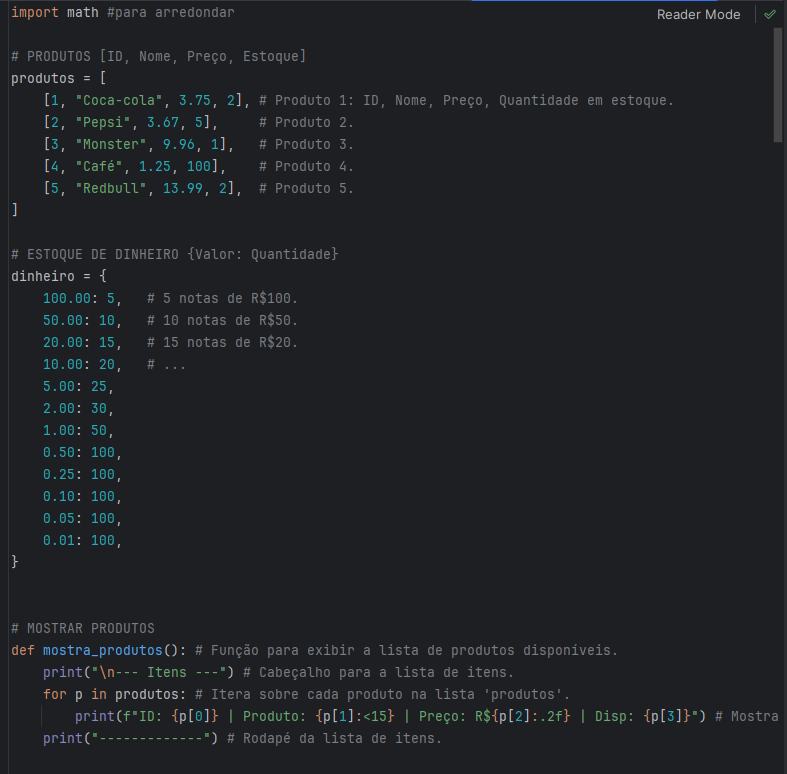 import math #para arredondar
Reader Mode
# PRODUTOS [ID, Nome, Preço, Estoque]
produtos = [
    [1, "Coca-cola", 3.75, 2], # Produto 1: ID, Nome, Preço, Quantidade em estoque.
    [2, "Pepsi", 3.67, 5],     # Produto 2.
    [3, "Monster", 9.96, 1],   # Produto 3.
    [4, "Café", 1.25, 100],    # Produto 4.
    [5, "Redbull", 13.99, 2],  # Produto 5.
]
# ESTOQUE DE DINHEIRO {Valor: Quantidade}
dinheiro = {
    100.00: 5,   # 5 notas de R$100.
    50.00: 10,   # 10 notas de R$50.
    20.00: 15,   # 15 notas de R$20.
    10.00: 20,   # ...
    5.00: 25,
    2.00: 30,
    1.00: 50,
    0.50: 100,
    0.25: 100,
    0.10: 100,
    0.05: 100,
    0.01: 100,
}
# MOSTRAR PRODUTOS
def mostra_produtos(): # Função para exibir a lista de produtos disponíveis.
    print("\n--- Itens ---") # Cabeçalho para a lista de itens.
    for p in produtos: # Itera sobre cada produto na lista 'produtos'.
        print(f"ID: {p[0]} | Produto: {p[1]:<15} | Preço: R${p[2]:.2f} | Disp: {p[3]}") # Mostra
    print("-------------") # Rodapé da lista de itens.